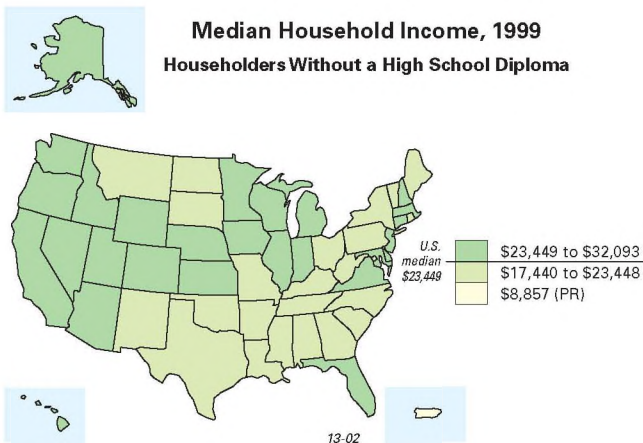 Median Household Income, 1999
Householders Without a High School Diploma
U.S.
median
$23,449
$23,449 to $32,093
$17,440 to $23,448
$8,857 (PR)
13-02